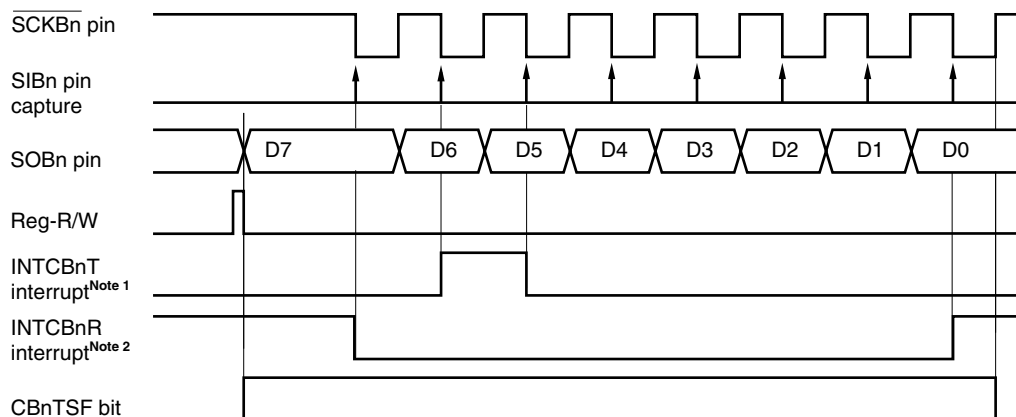 SCKBn pin
SIBn pin
capture
SOBn pin
D7 D6 D5 D4 D3 D2 D1 D0
Reg-R/W
INTCBnT
interruptNote 1
INTCBnR
interruptNote 2
CBnTSF bit